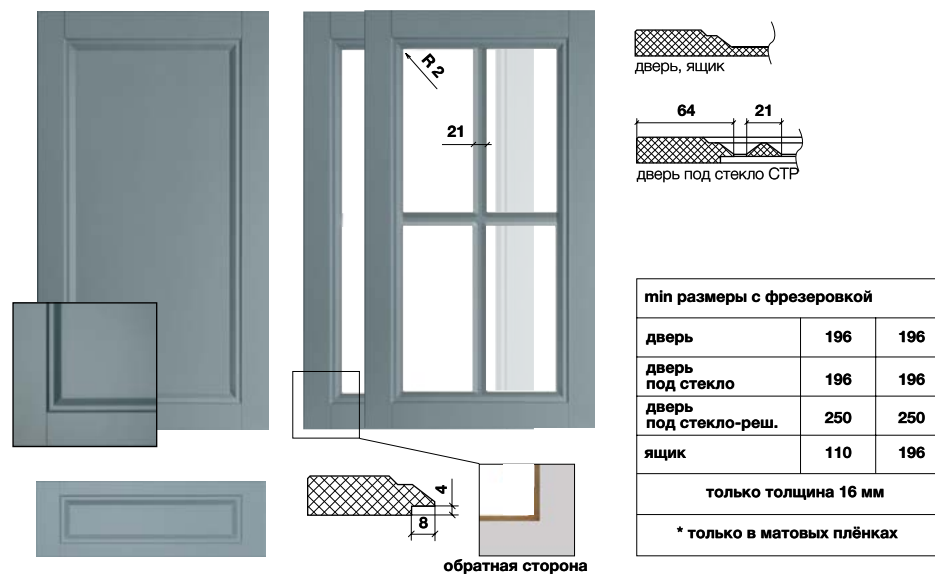 R 2
21
дверь, ящик
64 21
дверь под стекло СТР
min размеры с фрезеровкой
дверь 196 196
дверь
под стекло 196 196
дверь
под стекло-реш. 250 250
ящик 110 196
только толщина 16 мм
* только в матовых плёнках
4
8
обратная сторона